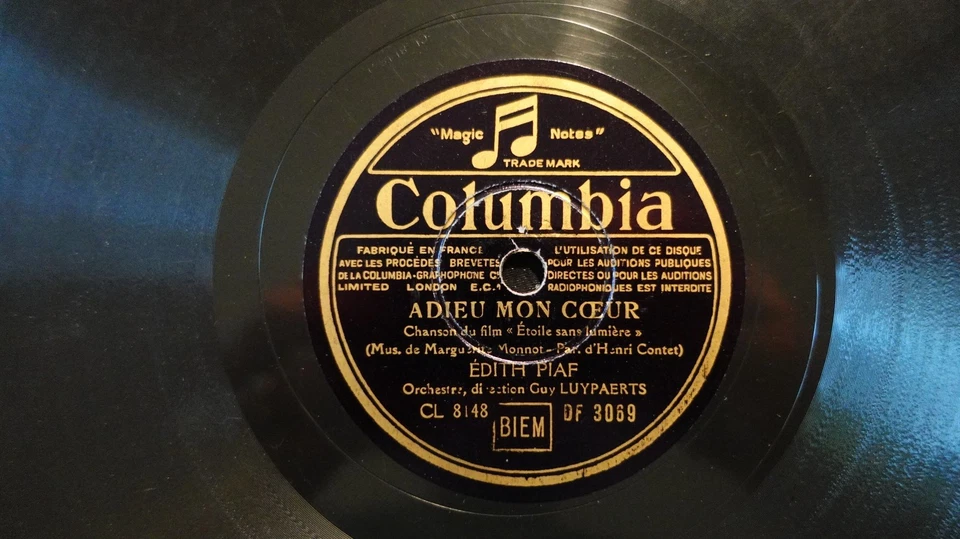 "Magic Notes"
TRADE MARK
Columbia
FABRIQUÉ EN FRANCE
AVEC LES PROCÉDÉS BREVETES
DE LA COLUMBIA-GRAPHOPHONE C°
LIMITED LONDON E.C.1
L'UTILISATION DE CE DISQUE
POUR LES AUDITIONS PUBLIQUES
DIRECTES OU POUR LES AUDITIONS
RADIOPHONIQUES EST INTERDITE
ADIEU MON CŒUR
Chanson du film « Étoile sans lumière »
(Mus. de Marguerite Monnot - Par. d'Henri Contet)
ÉDITH PIAF
Orchestre, direction Guy LUYPAERTS
CL 8148 BIEM DF 3069